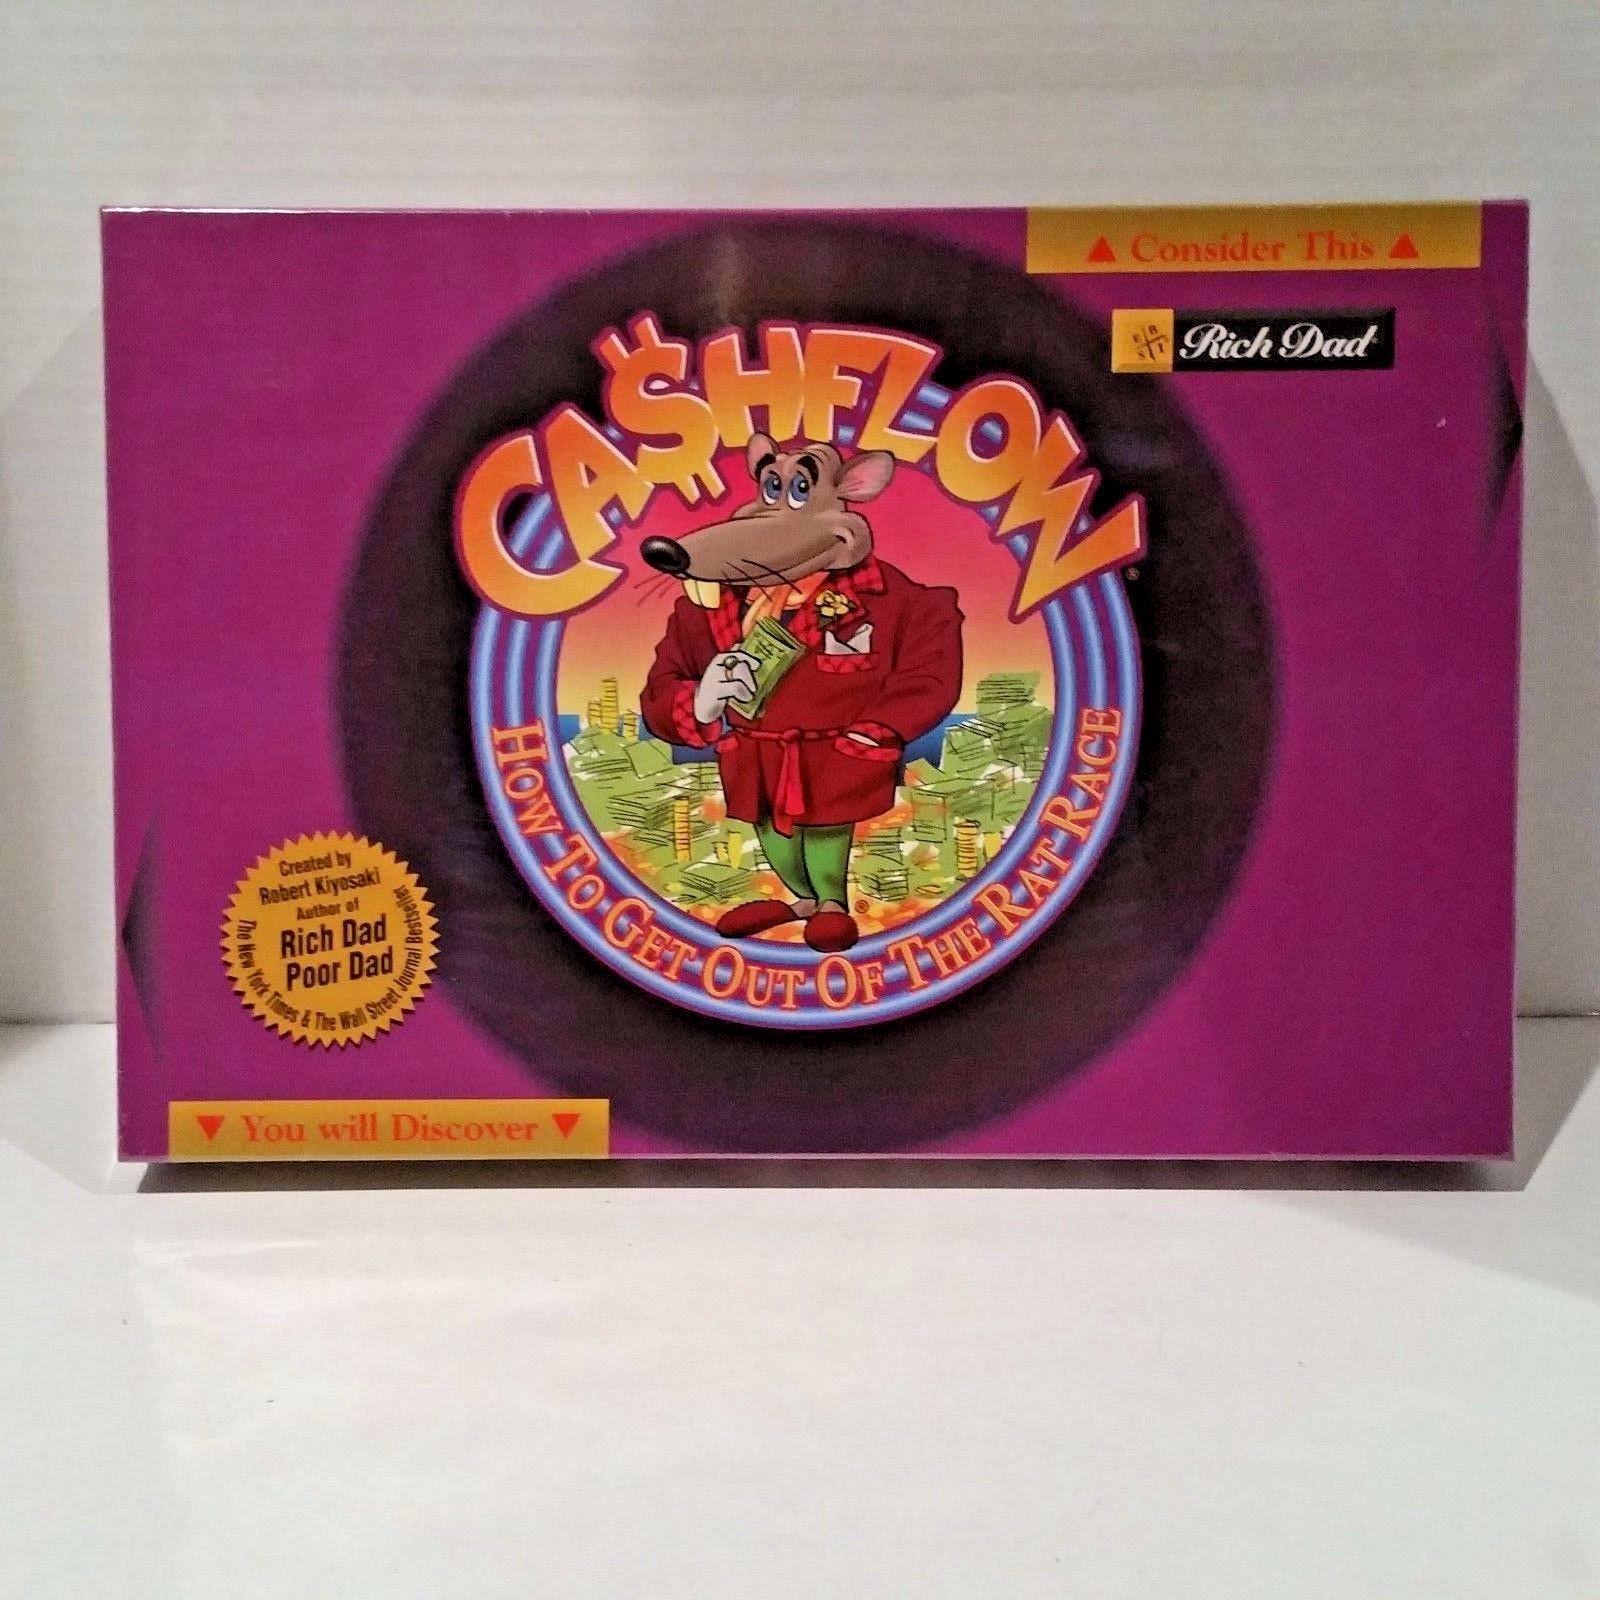 ▲ Consider This ▲
E B
S I
Rich Dad
CA$HFLOW®
HOW TO GET OUT OF THE RAT RACE
®
Created by
Robert Kiyosaki
Author of
Rich Dad
Poor Dad
The New York Times & The Wall Street Journal Bestseller
▼ You will Discover ▼